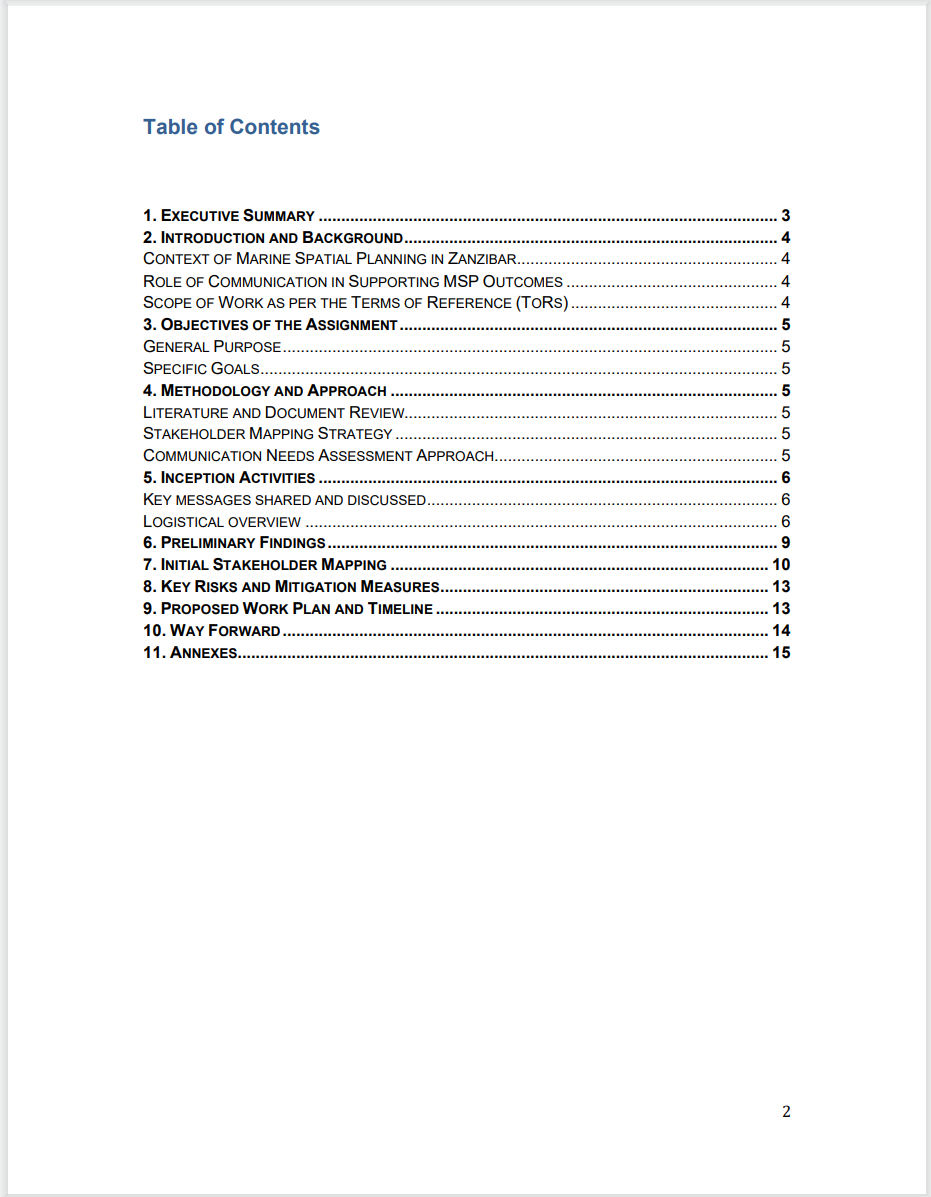 Table of Contents
1. EXECUTIVE SUMMARY ........................................................................................................ 3
2. INTRODUCTION AND BACKGROUND.................................................................................... 4
CONTEXT OF MARINE SPATIAL PLANNING IN ZANZIBAR......................................................... 4
ROLE OF COMMUNICATION IN SUPPORTING MSP OUTCOMES .............................................. 4
SCOPE OF WORK AS PER THE TERMS OF REFERENCE (TORS) ............................................. 4
3. OBJECTIVES OF THE ASSIGNMENT .................................................................................... 5
GENERAL PURPOSE............................................................................................................. 5
SPECIFIC GOALS.................................................................................................................. 5
4. METHODOLOGY AND APPROACH ...................................................................................... 5
LITERATURE AND DOCUMENT REVIEW.................................................................................. 5
STAKEHOLDER MAPPING STRATEGY .................................................................................... 5
COMMUNICATION NEEDS ASSESSMENT APPROACH.............................................................. 5
5. INCEPTION ACTIVITIES ...................................................................................................... 6
KEY MESSAGES SHARED AND DISCUSSED............................................................................. 6
LOGISTICAL OVERVIEW ........................................................................................................ 6
6. PRELIMINARY FINDINGS ................................................................................................... 9
7. INITIAL STAKEHOLDER MAPPING .................................................................................... 10
8. KEY RISKS AND MITIGATION MEASURES......................................................................... 13
9. PROPOSED WORK PLAN AND TIMELINE .......................................................................... 13
10. WAY FORWARD ............................................................................................................ 14
11. ANNEXES...................................................................................................................... 15
2